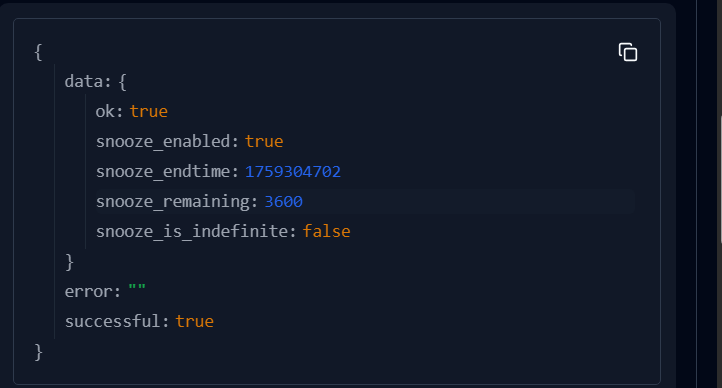 {
data: {
ok: true
snooze_enabled: true
snooze_endtime: 1759304702
snooze_remaining: 3600
snooze_is_indefinite: false
}
error: ""
successful: true
}